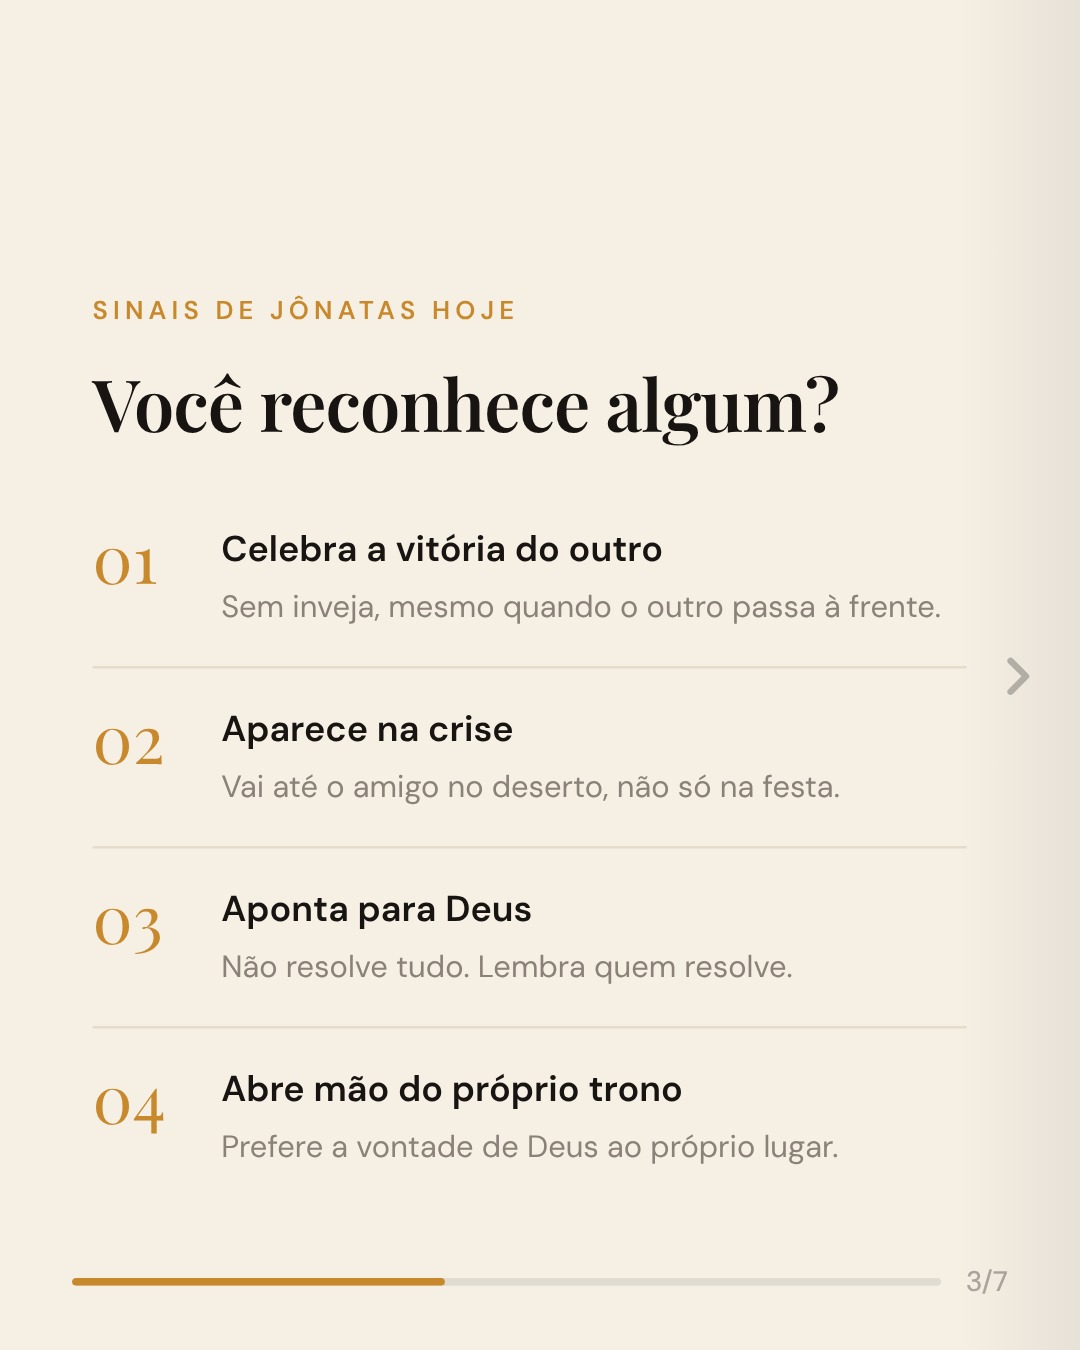 SINAIS DE JÔNATAS HOJE
Você reconhece algum?
01
Celebra a vitória do outro
Sem inveja, mesmo quando o outro passa à frente.
02
Aparece na crise
Vai até o amigo no deserto, não só na festa.
03
Aponta para Deus
Não resolve tudo. Lembra quem resolve.
04
Abre mão do próprio trono
Prefere a vontade de Deus ao próprio lugar.
3/7